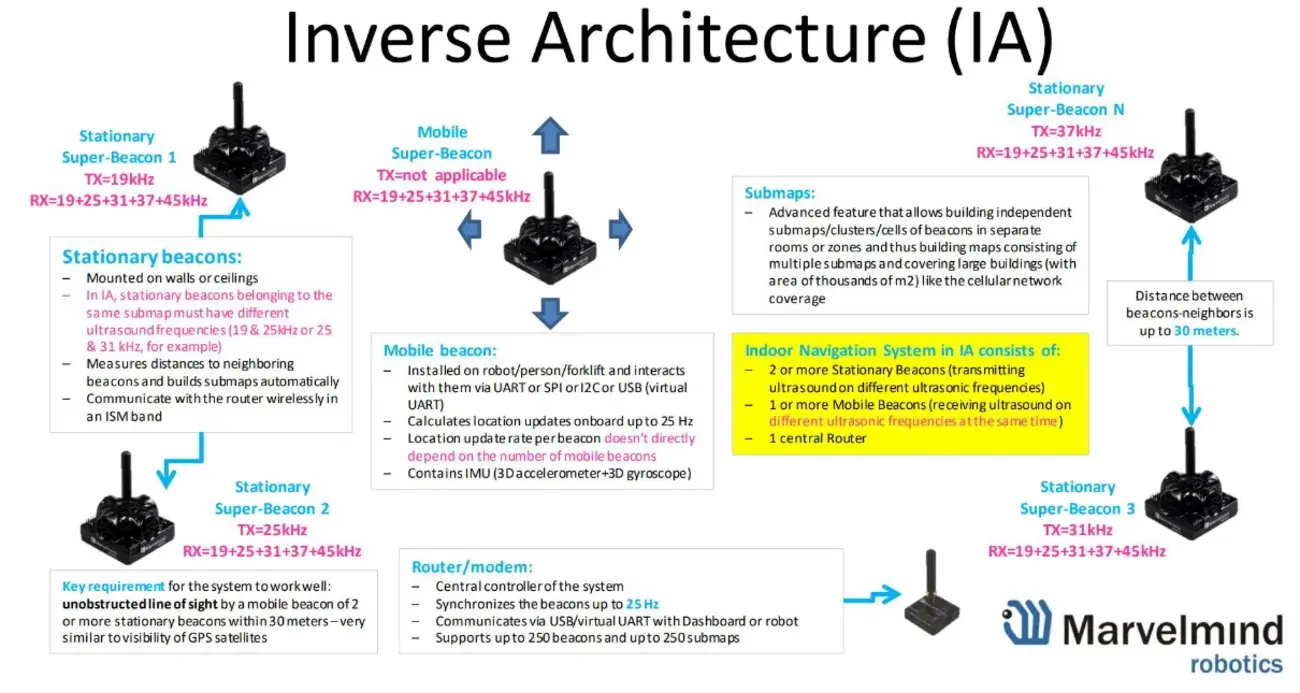 Inverse Architecture (IA)
Stationary
Super-Beacon 1
TX=19kHz
RX=19+25+31+37+45kHz
Mobile
Super-Beacon
TX=not applicable
RX=19+25+31+37+45kHz
Stationary
Super-Beacon N
TX=37kHz
RX=19+25+31+37+45kHz
Stationary beacons:
– Mounted on walls or ceilings
– In IA, stationary beacons belonging to the
same submap must have different
ultrasound frequencies (19 & 25kHz or 25
& 31 kHz, for example)
– Measures distances to neighboring
beacons and builds submaps automatically
– Communicate with the router wirelessly in
an ISM band
Submaps:
– Advanced feature that allows building independent
submaps/clusters/cells of beacons in separate
rooms or zones and thus building maps consisting of
multiple submaps and covering large buildings (with
area of thousands of m2) like the cellular network
coverage
Distance between
beacons-neighbors is
up to 30 meters.
Mobile beacon:
– Installed on robot/person/forklift and interacts
with them via UART or SPI or I2C or USB (virtual
UART)
– Calculates location updates onboard up to 25 Hz
– Location update rate per beacon doesn't directly
depend on the number of mobile beacons
– Contains IMU (3D accelerometer+3D gyroscope)
Indoor Navigation System in IA consists of:
– 2 or more Stationary Beacons (transmitting
ultrasound on different ultrasonic frequencies)
– 1 or more Mobile Beacons (receiving ultrasound on
different ultrasonic frequencies at the same time)
– 1 central Router
Stationary
Super-Beacon 2
TX=25kHz
RX=19+25+31+37+45kHz
Stationary
Super-Beacon 3
TX=31kHz
RX=19+25+31+37+45kHz
Key requirement for the system to work well:
unobstructed line of sight by a mobile beacon of 2
or more stationary beacons within 30 meters – very
similar to visibility of GPS satellites
Router/modem:
– Central controller of the system
– Synchronizes the beacons up to 25 Hz
– Communicates via USB/virtual UART with Dashboard or robot
– Supports up to 250 beacons and up to 250 submaps
Marvelmind
robotics